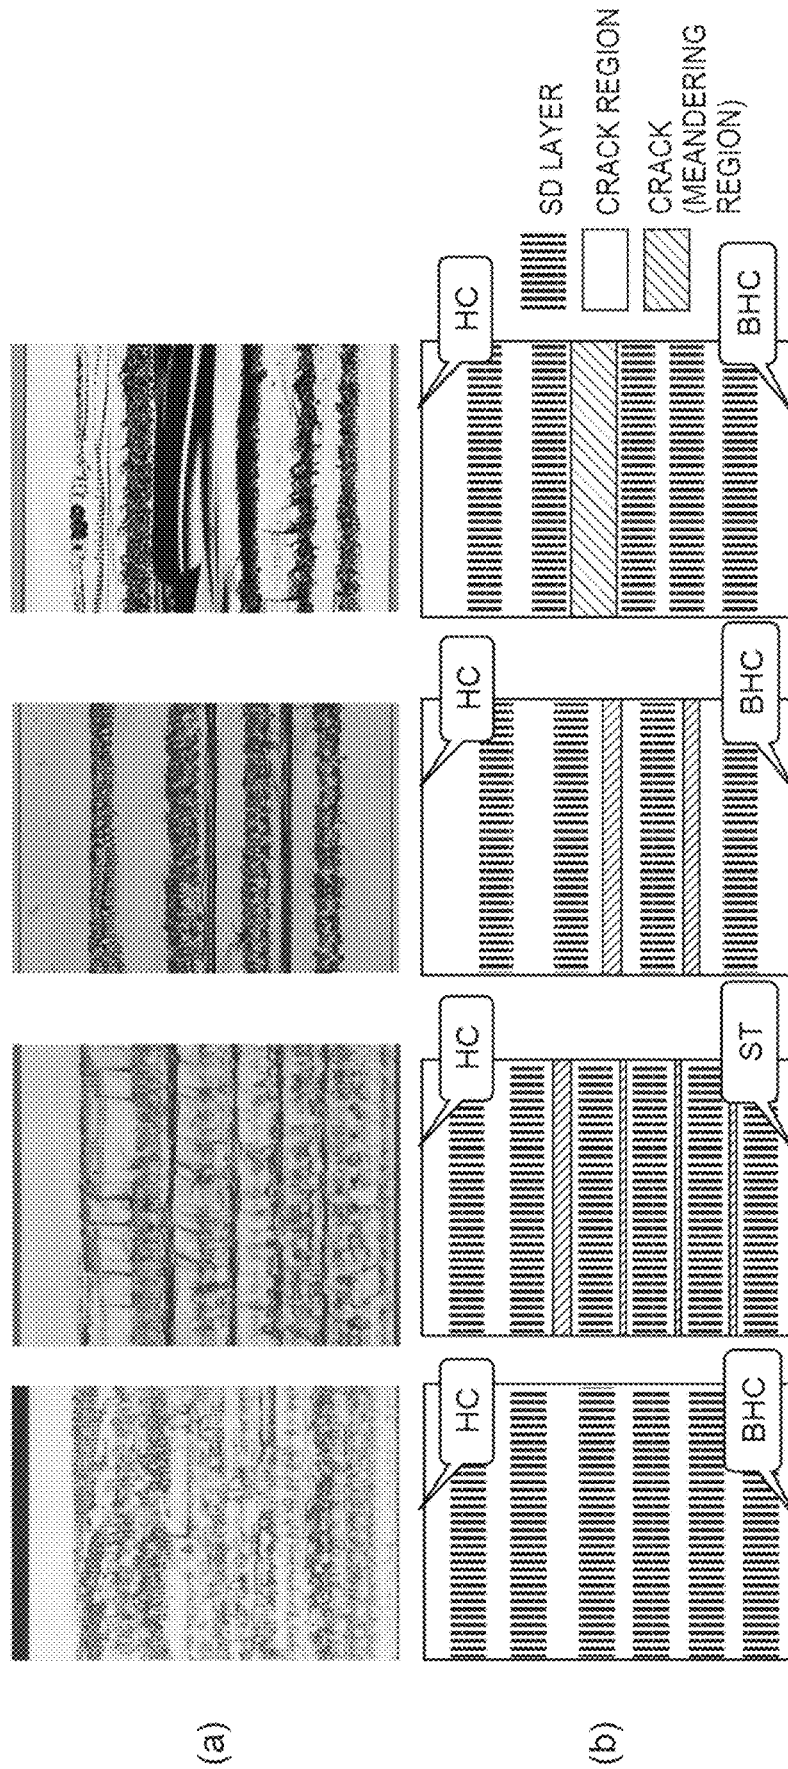 (a)
(b)
HC
BHC
HC
ST
HC
BHC
HC
BHC
SD LAYER
CRACK REGION
CRACK
(MEANDERING
REGION)